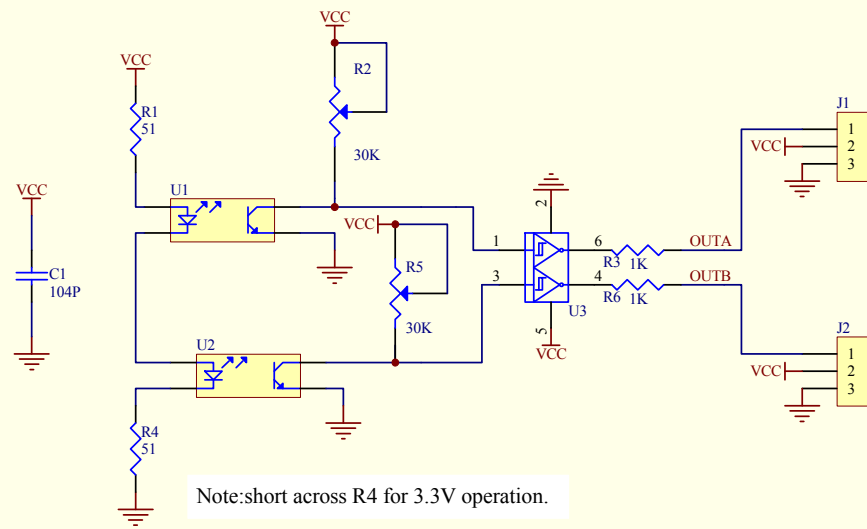 VCC
R2
VCC
R1
51
30K
J1
1
VCC 2
3
VCC
U1
VCC
2
1
6
R3 1K
OUTA
C1
104P
R5
3
4
R6 1K
OUTB
U3
30K
5
VCC
U2
J2
1
VCC 2
3
R4
51
Note:short across R4 for 3.3V operation.